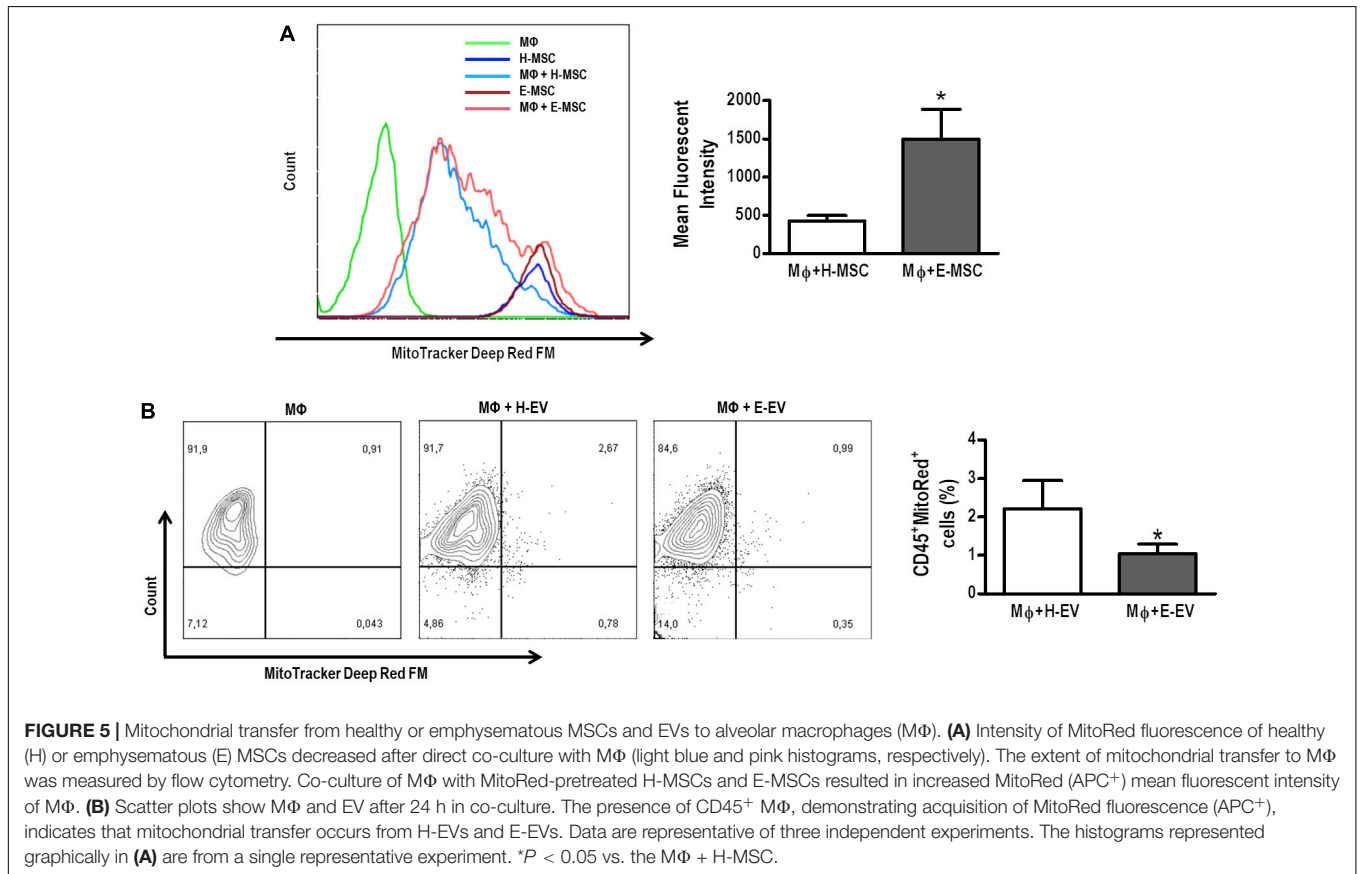 A
MΦ
H-MSC
MΦ + H-MSC
E-MSC
MΦ + E-MSC
Count
MitoTracker Deep Red FM
Mean Fluorescent
Intensity
2000
1500
1000
500
0
*
Mϕ+H-MSC
Mϕ+E-MSC
B
MΦ
MΦ + H-EV
MΦ + E-EV
91,9
0,91
7,12
0,043
91,7
2,67
4,86
0,78
84,6
0,99
14,0
0,35
Count
MitoTracker Deep Red FM
CD45⁺MitoRed⁺
cells (%)
4
3
2
1
0
*
Mϕ+H-EV
Mϕ+E-EV
FIGURE 5 | Mitochondrial transfer from healthy or emphysematous MSCs and EVs to alveolar macrophages (MΦ). (A) Intensity of MitoRed fluorescence of healthy
(H) or emphysematous (E) MSCs decreased after direct co-culture with MΦ (light blue and pink histograms, respectively). The extent of mitochondrial transfer to MΦ
was measured by flow cytometry. Co-culture of MΦ with MitoRed-pretreated H-MSCs and E-MSCs resulted in increased MitoRed (APC⁺) mean fluorescent intensity
of MΦ. (B) Scatter plots show MΦ and EV after 24 h in co-culture. The presence of CD45⁺ MΦ, demonstrating acquisition of MitoRed fluorescence (APC⁺),
indicates that mitochondrial transfer occurs from H-EVs and E-EVs. Data are representative of three independent experiments. The histograms represented
graphically in (A) are from a single representative experiment. *P < 0.05 vs. the MΦ + H-MSC.